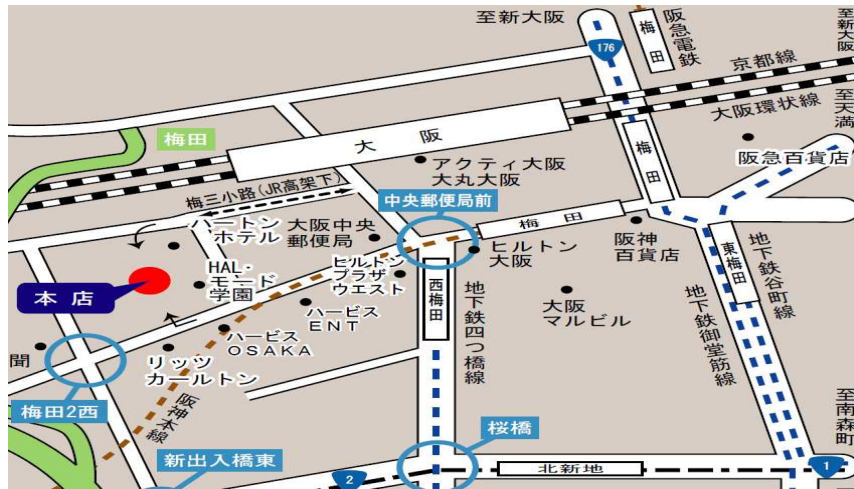 至新大阪
176
梅田
阪急電鉄
京都線
至新大阪
大阪環状線
至天満
梅田
大阪
梅田
阪急百貨店
アクティ大阪
大丸大阪
梅三小路(JR高架下)
中央郵便局前
梅田
ハートン
ホテル
大阪中央
郵便局
ヒルトン
大阪
阪神
百貨店
東梅田
地下鉄谷町線
HAL・
モード
学園
ヒルトン
プラザ
ウエスト
西梅田
本店
地下鉄四つ橋線
大阪
マルビル
地下鉄御堂筋線
ハービス
ENT
ハービス
OSAKA
聞
リッツ
カールトン
梅田2西
阪神本線
至南森町
桜橋
新出入橋東
2
北新地
1